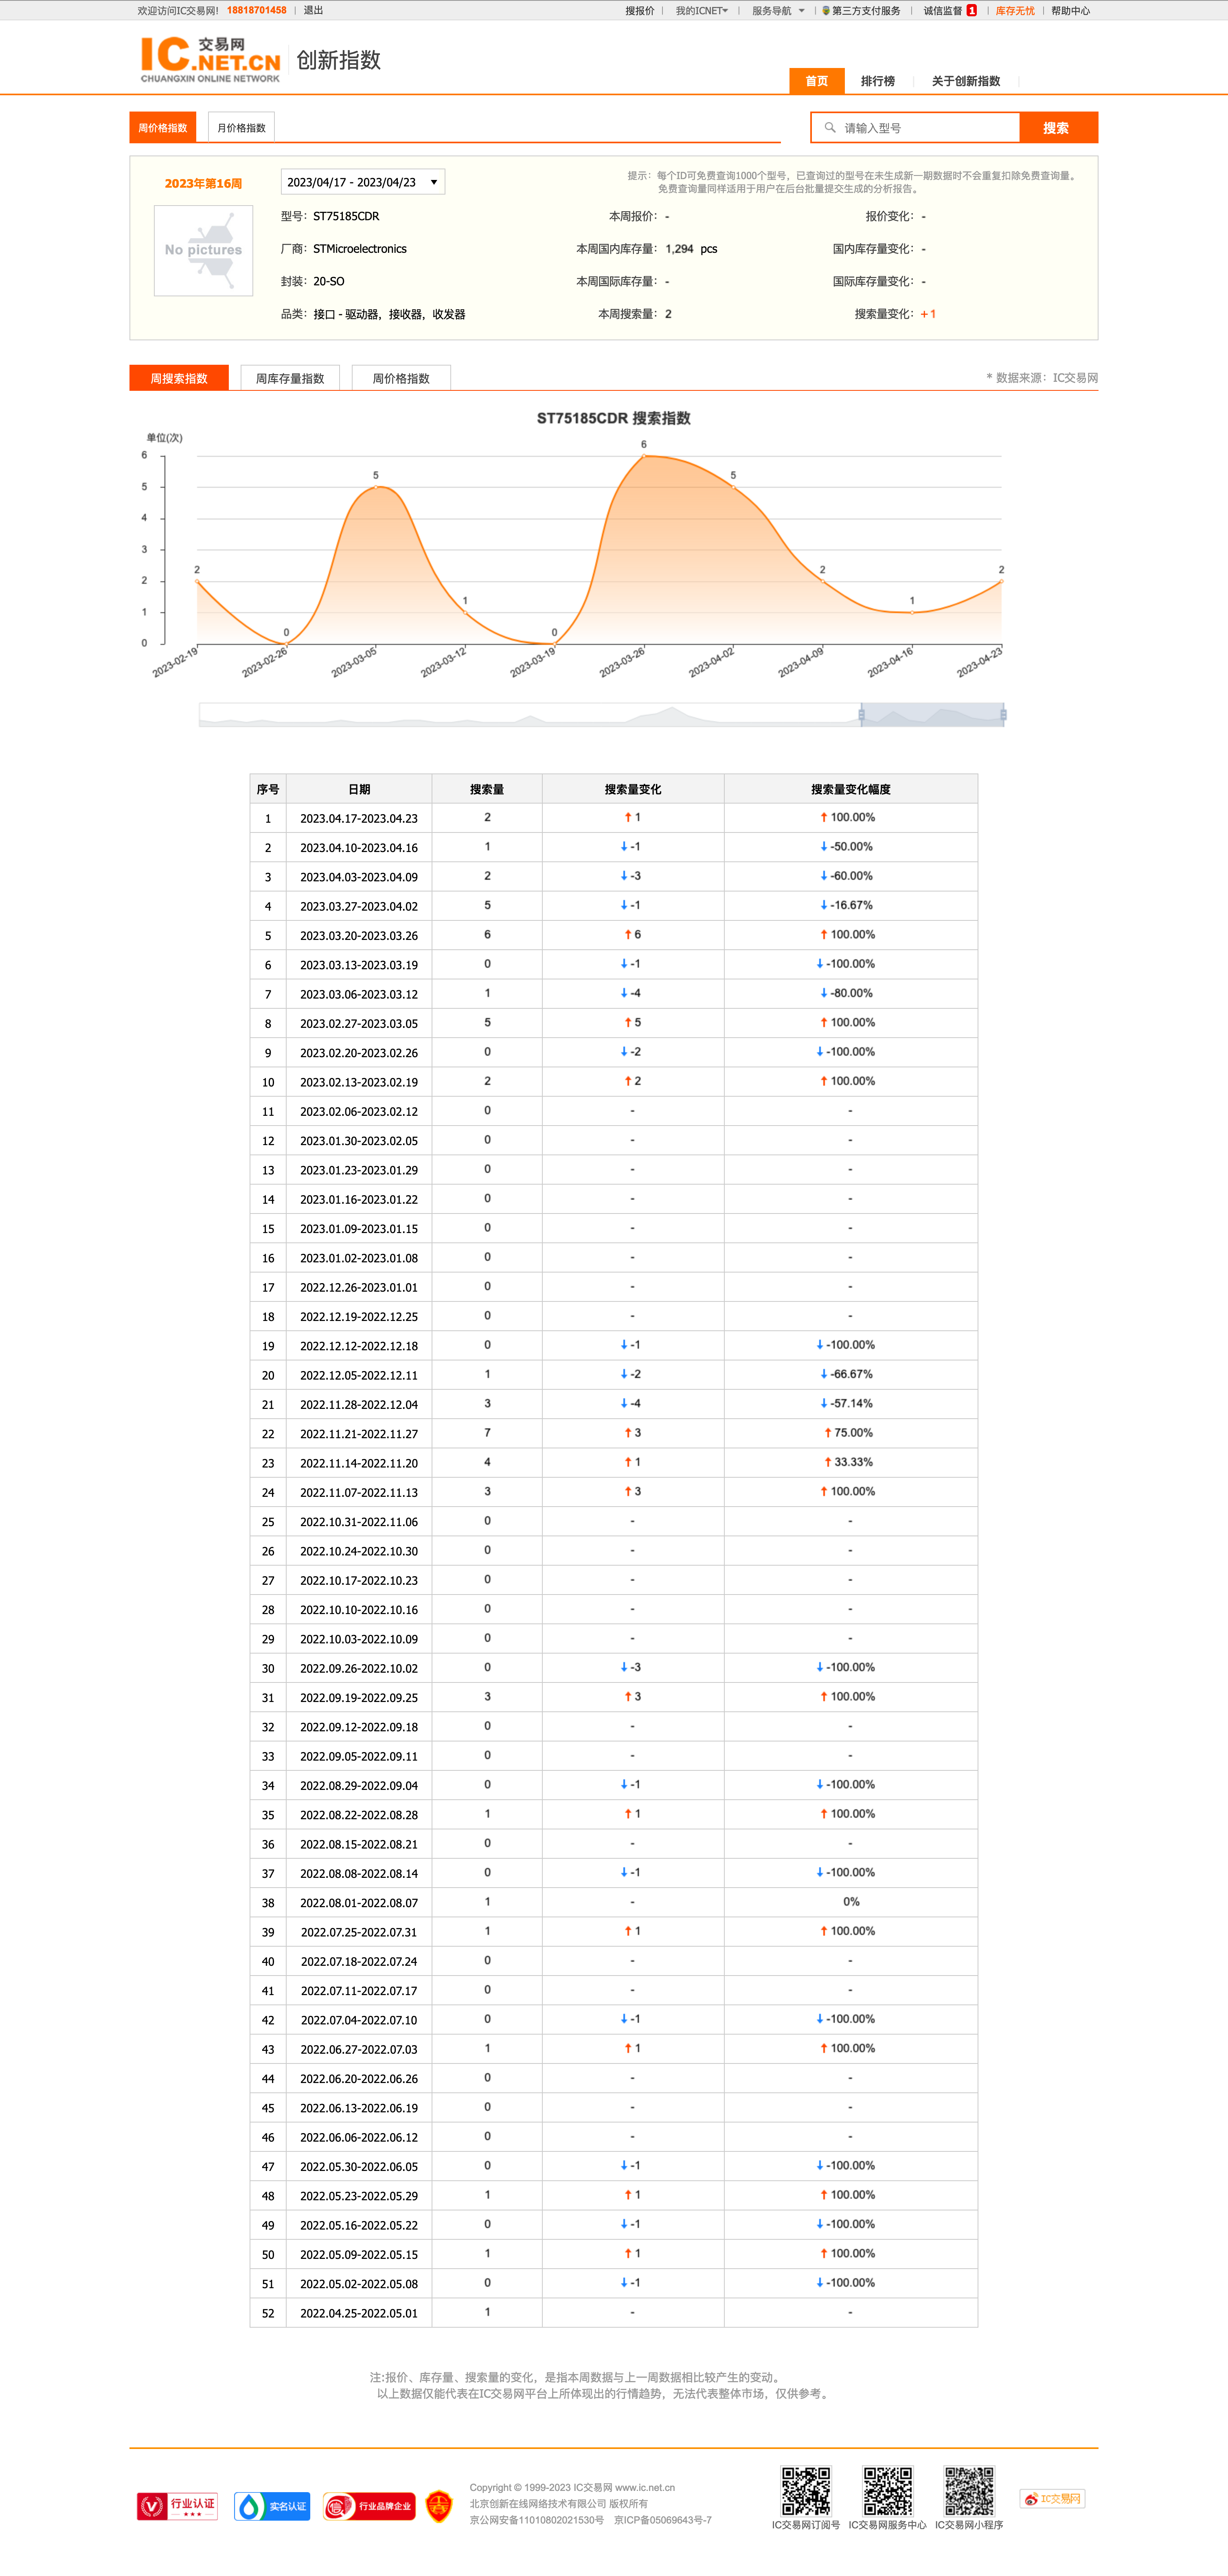 欢迎访问IC交易网! 18818701458 | 退出 搜报价 | 我的ICNET | 服务导航 | 第三方支付服务 | 诚信监督 1 | 库存无忧 | 帮助中心
IC 交易网
.NET.CN
CHUANGXIN ONLINE NETWORK
创新指数
首页 排行榜 关于创新指数
周价格指数 月价格指数 请输入型号 搜索
2023年第16周 2023/04/17 - 2023/04/23
提示：每个ID可免费查询1000个型号，已查询过的型号在未生成新一期数据时不会重复扣除免费查询量。
免费查询量同样适用于用户在后台批量提交生成的分析报告。
No pictures
型号：ST75185CDR 本周报价：- 报价变化：-
厂商：STMicroelectronics 本周国内库存量：1,294 pcs 国内库存量变化：-
封装：20-SO 本周国际库存量：- 国际库存量变化：-
品类：接口 - 驱动器，接收器，收发器 本周搜索量：2 搜索量变化：+1
周搜索指数 周库存量指数 周价格指数 * 数据来源：IC交易网
ST75185CDR 搜索指数
单位(次)
6
5
4
3
2
1
0
2 0 5 1 0 6 5 2 1 2
2023-02-19 2023-02-26 2023-03-05 2023-03-12 2023-03-19 2023-03-26 2023-04-02 2023-04-09 2023-04-16 2023-04-23
序号 日期 搜索量 搜索量变化 搜索量变化幅度
1 2023.04.17-2023.04.23 2 ↑ 1 ↑ 100.00%
2 2023.04.10-2023.04.16 1 ↓ -1 ↓ -50.00%
3 2023.04.03-2023.04.09 2 ↓ -3 ↓ -60.00%
4 2023.03.27-2023.04.02 5 ↓ -1 ↓ -16.67%
5 2023.03.20-2023.03.26 6 ↑ 6 ↑ 100.00%
6 2023.03.13-2023.03.19 0 ↓ -1 ↓ -100.00%
7 2023.03.06-2023.03.12 1 ↓ -4 ↓ -80.00%
8 2023.02.27-2023.03.05 5 ↑ 5 ↑ 100.00%
9 2023.02.20-2023.02.26 0 ↓ -2 ↓ -100.00%
10 2023.02.13-2023.02.19 2 ↑ 2 ↑ 100.00%
11 2023.02.06-2023.02.12 0 - -
12 2023.01.30-2023.02.05 0 - -
13 2023.01.23-2023.01.29 0 - -
14 2023.01.16-2023.01.22 0 - -
15 2023.01.09-2023.01.15 0 - -
16 2023.01.02-2023.01.08 0 - -
17 2022.12.26-2023.01.01 0 - -
18 2022.12.19-2022.12.25 0 - -
19 2022.12.12-2022.12.18 0 ↓ -1 ↓ -100.00%
20 2022.12.05-2022.12.11 1 ↓ -2 ↓ -66.67%
21 2022.11.28-2022.12.04 3 ↓ -4 ↓ -57.14%
22 2022.11.21-2022.11.27 7 ↑ 3 ↑ 75.00%
23 2022.11.14-2022.11.20 4 ↑ 1 ↑ 33.33%
24 2022.11.07-2022.11.13 3 ↑ 3 ↑ 100.00%
25 2022.10.31-2022.11.06 0 - -
26 2022.10.24-2022.10.30 0 - -
27 2022.10.17-2022.10.23 0 - -
28 2022.10.10-2022.10.16 0 - -
29 2022.10.03-2022.10.09 0 - -
30 2022.09.26-2022.10.02 0 ↓ -3 ↓ -100.00%
31 2022.09.19-2022.09.25 3 ↑ 3 ↑ 100.00%
32 2022.09.12-2022.09.18 0 - -
33 2022.09.05-2022.09.11 0 - -
34 2022.08.29-2022.09.04 0 ↓ -1 ↓ -100.00%
35 2022.08.22-2022.08.28 1 ↑ 1 ↑ 100.00%
36 2022.08.15-2022.08.21 0 - -
37 2022.08.08-2022.08.14 0 ↓ -1 ↓ -100.00%
38 2022.08.01-2022.08.07 1 - 0%
39 2022.07.25-2022.07.31 1 ↑ 1 ↑ 100.00%
40 2022.07.18-2022.07.24 0 - -
41 2022.07.11-2022.07.17 0 - -
42 2022.07.04-2022.07.10 0 ↓ -1 ↓ -100.00%
43 2022.06.27-2022.07.03 1 ↑ 1 ↑ 100.00%
44 2022.06.20-2022.06.26 0 - -
45 2022.06.13-2022.06.19 0 - -
46 2022.06.06-2022.06.12 0 - -
47 2022.05.30-2022.06.05 0 ↓ -1 ↓ -100.00%
48 2022.05.23-2022.05.29 1 ↑ 1 ↑ 100.00%
49 2022.05.16-2022.05.22 0 ↓ -1 ↓ -100.00%
50 2022.05.09-2022.05.15 1 ↑ 1 ↑ 100.00%
51 2022.05.02-2022.05.08 0 ↓ -1 ↓ -100.00%
52 2022.04.25-2022.05.01 1 - -
注:报价、库存量、搜索量的变化，是指本周数据与上一周数据相比较产生的变动。
以上数据仅能代表在IC交易网平台上所体现出的行情趋势，无法代表整体市场，仅供参考。
行业认证 实名认证 行业品牌企业
Copyright © 1999-2023 IC交易网 www.ic.net.cn
北京创新在线网络技术有限公司 版权所有
京公网安备11010802021530号 京ICP备05069643号-7
IC交易网订阅号 IC交易网服务中心 IC交易网小程序
IC交易网